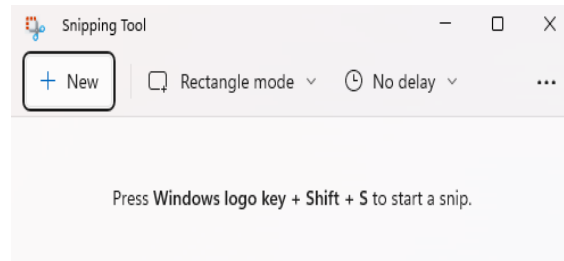 Snipping Tool
New Rectangle mode No delay
Press Windows logo key + Shift + S to start a snip.